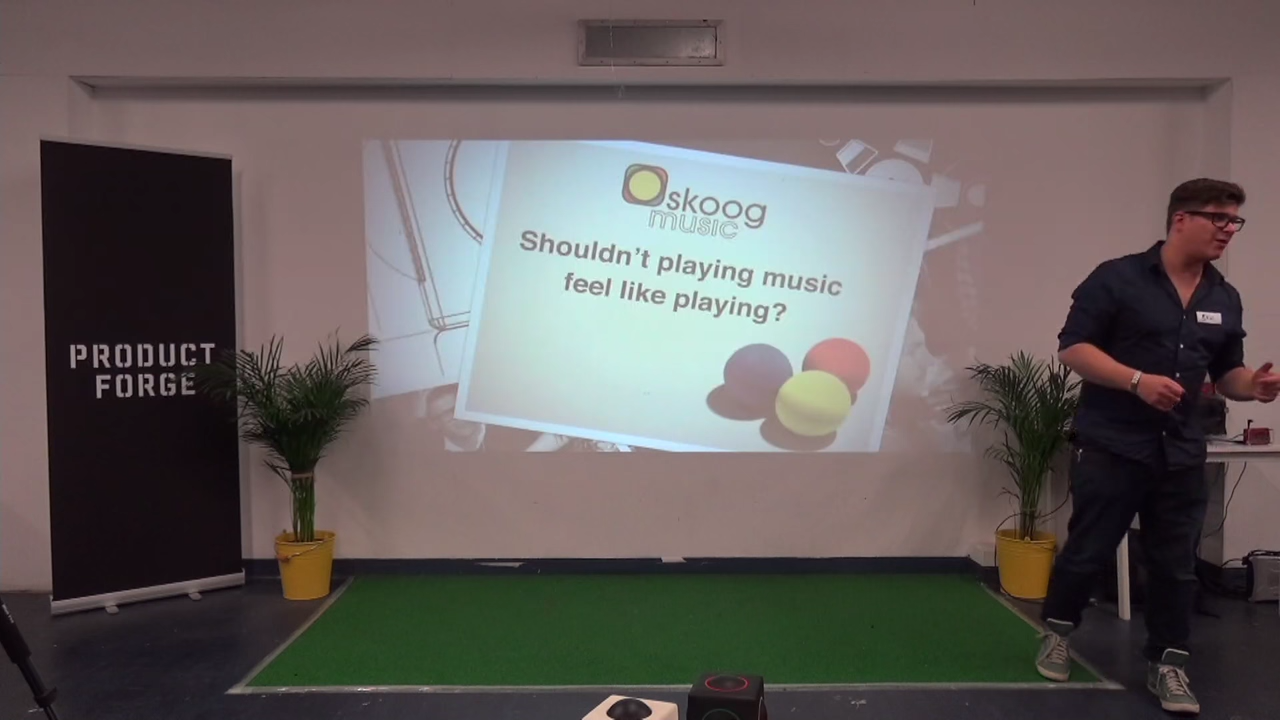 PRODUCT
FORGE
skoog
music
Shouldn't playing music
feel like playing?